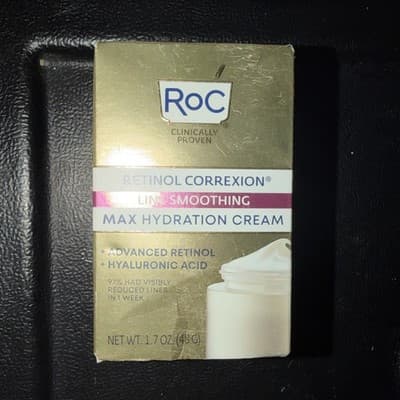 RoC
®
CLINICALLY
PROVEN
RETINOL CORREXION®
LINE SMOOTHING
MAX HYDRATION CREAM
• ADVANCED RETINOL
• HYALURONIC ACID
97% HAD VISIBLY
REDUCED LINES
IN 1 WEEK
NET WT. 1.7 OZ. (48 G)